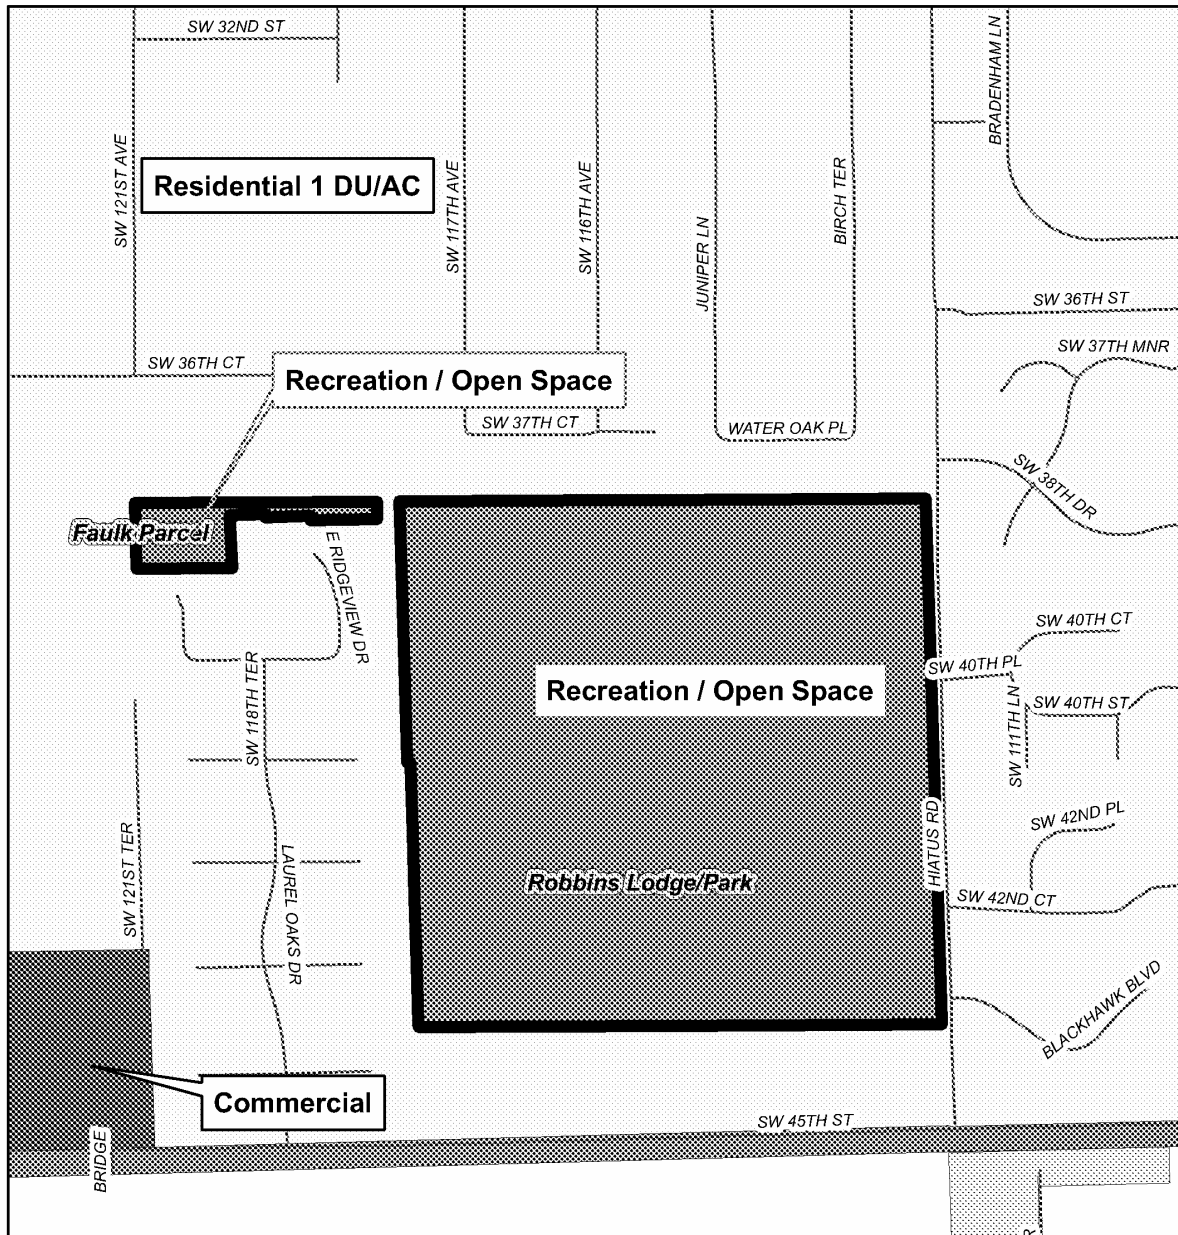 SW 32ND ST
BRADENHAM LN
SW 121ST AVE
Residential 1 DU/AC
SW 117TH AVE
SW 116TH AVE
JUNIPER LN
BIRCH TER
SW 36TH ST
SW 37TH MNR
SW 36TH CT
Recreation / Open Space
SW 37TH CT
WATER OAK PL
SW 38TH DR
Faulk Parcel
E RIDGEVIEW DR
SW 40TH CT
SW 40TH PL
Recreation / Open Space
SW 118TH TER
SW 111TH LN
SW 40TH ST
SW 42ND PL
HIATUS RD
SW 121ST TER
LAUREL OAKS DR
Robbins Lodge/Park
SW 42ND CT
BLACKHAWK BLVD
Commercial
SW 45TH ST
BRIDGE
R